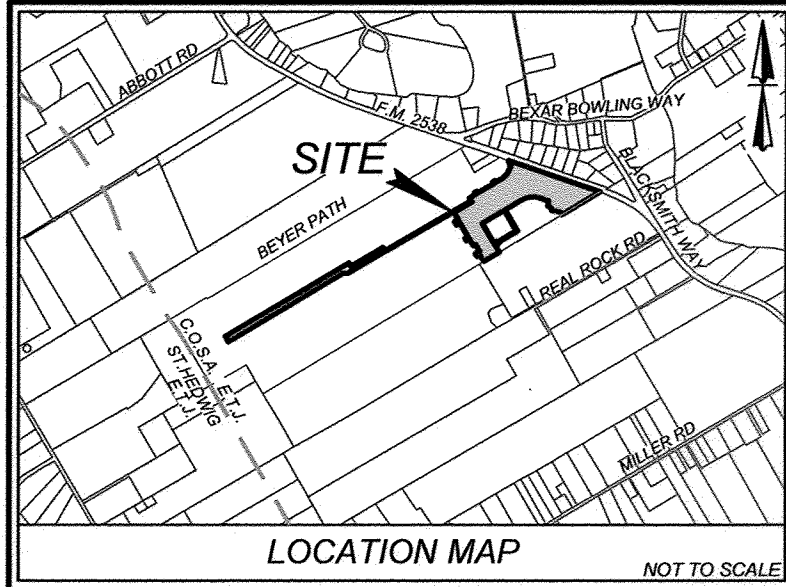 ABBOTT RD
F.M. 2538
BEXAR BOWLING WAY
SITE
BLACKSMITH WAY
BEYER PATH
REAL ROCK RD
C.O.S.A. E.T.J.
ST.HEDWIG
E.T.J.
MILLER RD
LOCATION MAP
NOT TO SCALE